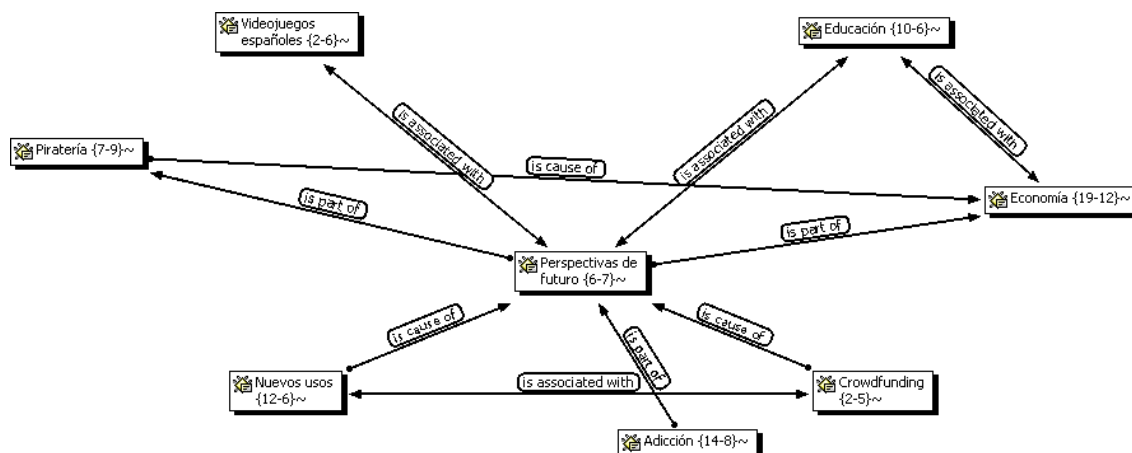 Videojuegos
españoles {2-6}~
Educación {10-6}~
is associated with
is associated with
is associated with
Piratería {7-9}~
is cause of
is part of
Economía {19-12}~
is part of
Perspectivas de
futuro {6-7}~
is cause of
is part of
is cause of
Nuevos usos
{12-6}~
is associated with
Crowdfunding
{2-5}~
Adicción {14-8}~